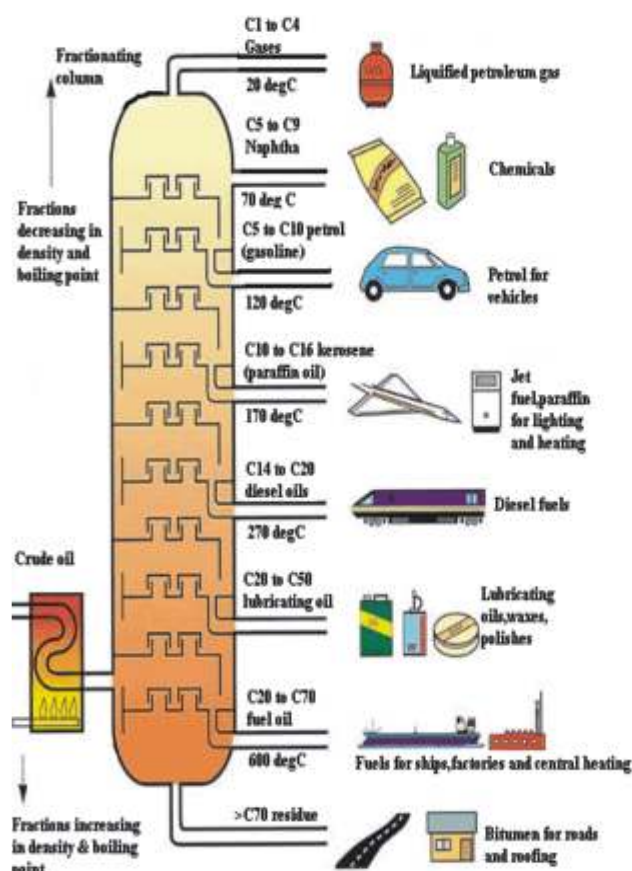 C1 to C4
Gases
Fractionating
column
20 degC
Liquified petroleum gas
C5 to C9
Naphtha
Chemicals
70 deg C
Fractions
decreasing in
density and
boiling point
C5 to C10 petrol
(gasoline)
Petrol for
vehicles
120 degC
C10 to C16 kerosene
(paraffin oil)
Jet
fuel,paraffin
for lighting
and heating
170 degC
C14 to C20
diesel oils
Diesel fuels
270 degC
Crude oil
C20 to C50
lubricating oil
Lubricating
oils,waxes,
polishes
C20 to C70
fuel oil
600 degC
Fuels for ships,factories and central heating
>C70 residue
Fractions increasing
in density & boiling
point
Bitumen for roads
and roofing